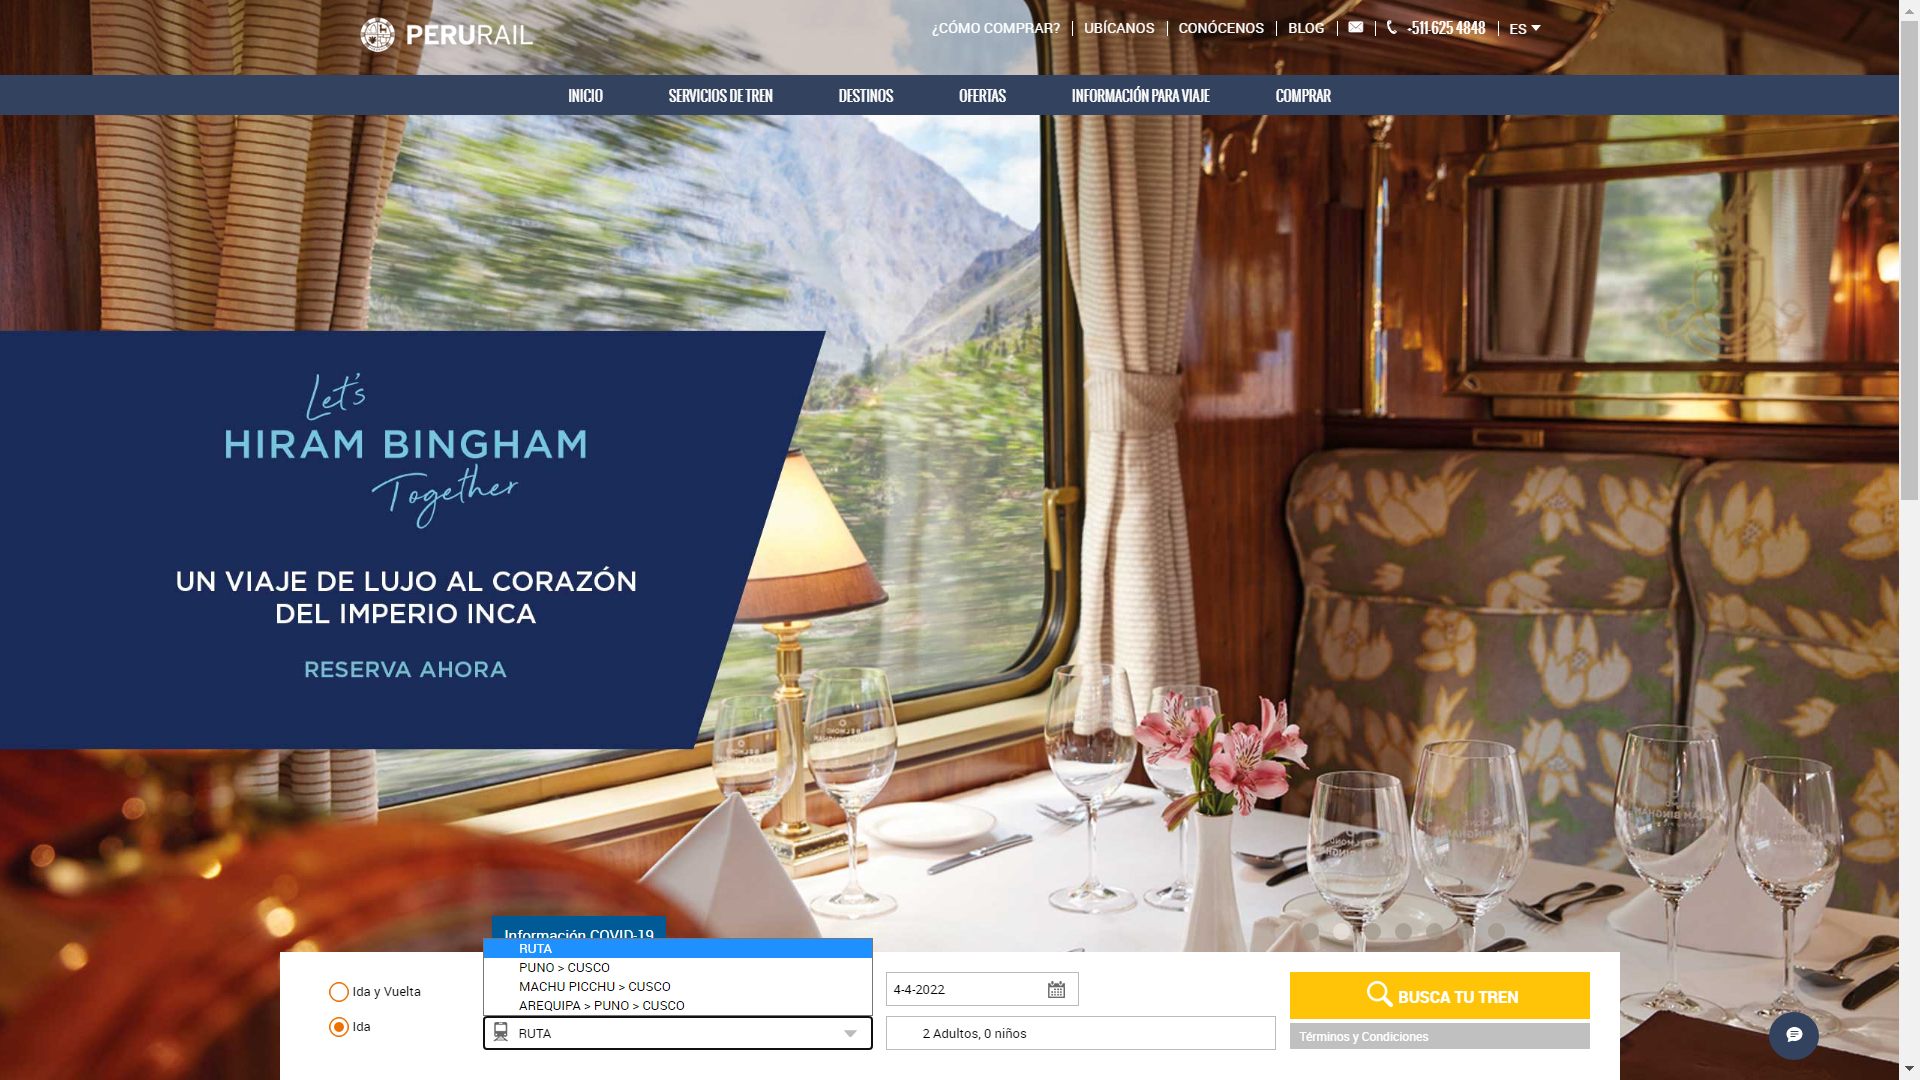 PERURAIL
¿CÓMO COMPRAR?
UBÍCANOS
CONÓCENOS
BLOG
+511 625 4848
ES
INICIO
SERVICIOS DE TREN
DESTINOS
OFERTAS
INFORMACIÓN PARA VIAJE
COMPRAR
Let's
HIRAM BINGHAM
Together
UN VIAJE DE LUJO AL CORAZÓN
DEL IMPERIO INCA
RESERVA AHORA
Información COVID-19
RUTA
PUNO > CUSCO
MACHU PICCHU > CUSCO
AREQUIPA > PUNO > CUSCO
Ida y Vuelta
Ida
RUTA
4-4-2022
2 Adultos, 0 niños
BUSCA TU TREN
Términos y Condiciones